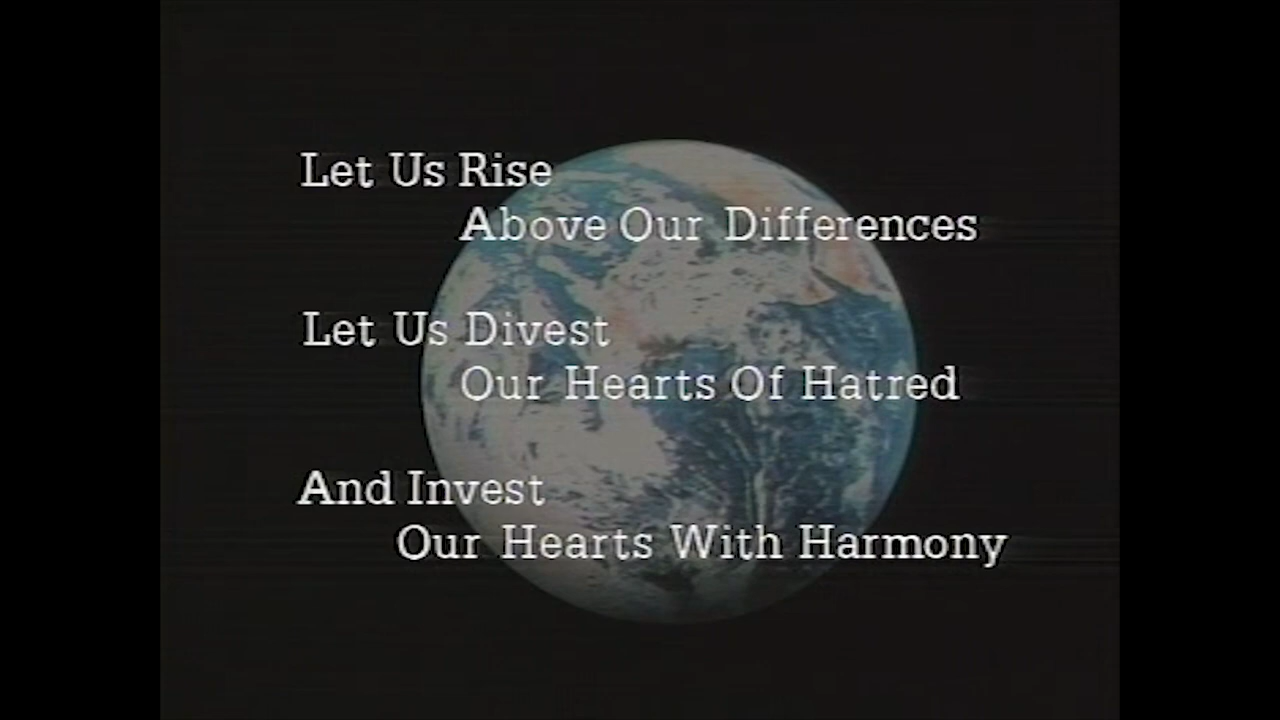 Let Us Rise
Above Our Differences
Let Us Divest
Our Hearts Of Hatred
And Invest
Our Hearts With Harmony